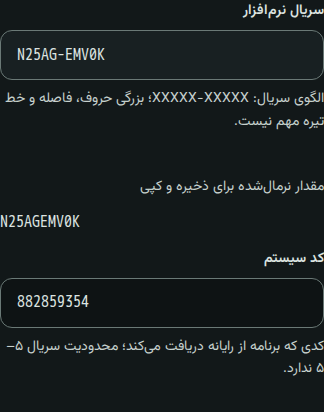 سریال نرم‌افزار
N25AG-EMV0K
الگوی سریال: XXXXX-XXXXX؛ بزرگی حروف، فاصله و خط
تیره مهم نیست.
مقدار نرمال‌شده برای ذخیره و کپی
N25AGEMV0K
کد سیستم
882859354
کدی که برنامه از رایانه دریافت می‌کند؛ محدودیت سریال ۵–
۵ ندارد.